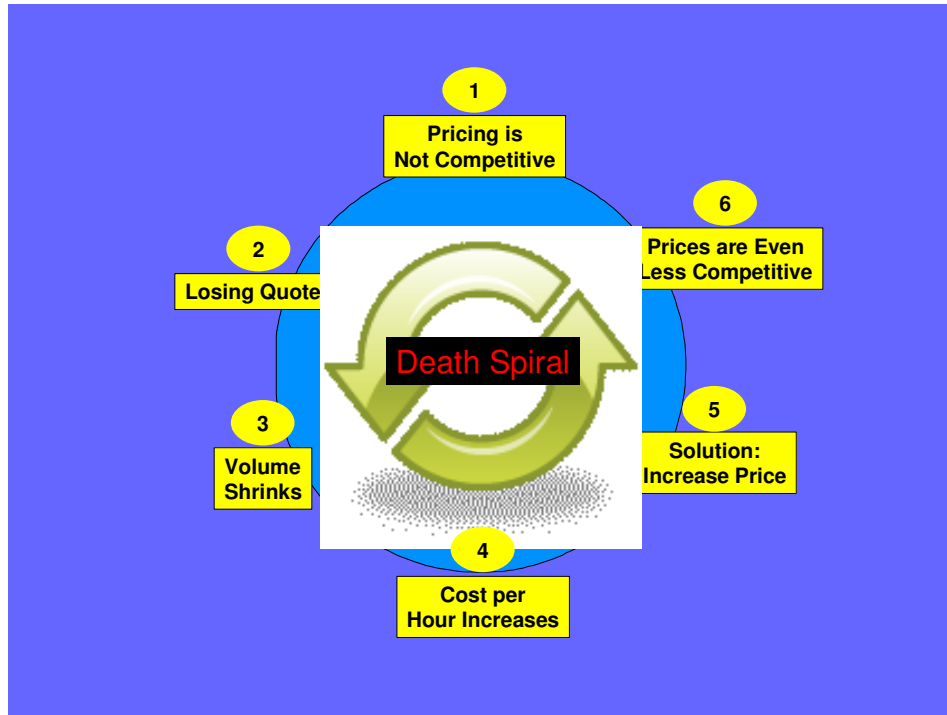 1
Pricing is
Not Competitive
2
Losing Quote
3
Volume
Shrinks
4
Cost per
Hour Increases
5
Solution:
Increase Price
6
Prices are Even
Less Competitive
Death Spiral